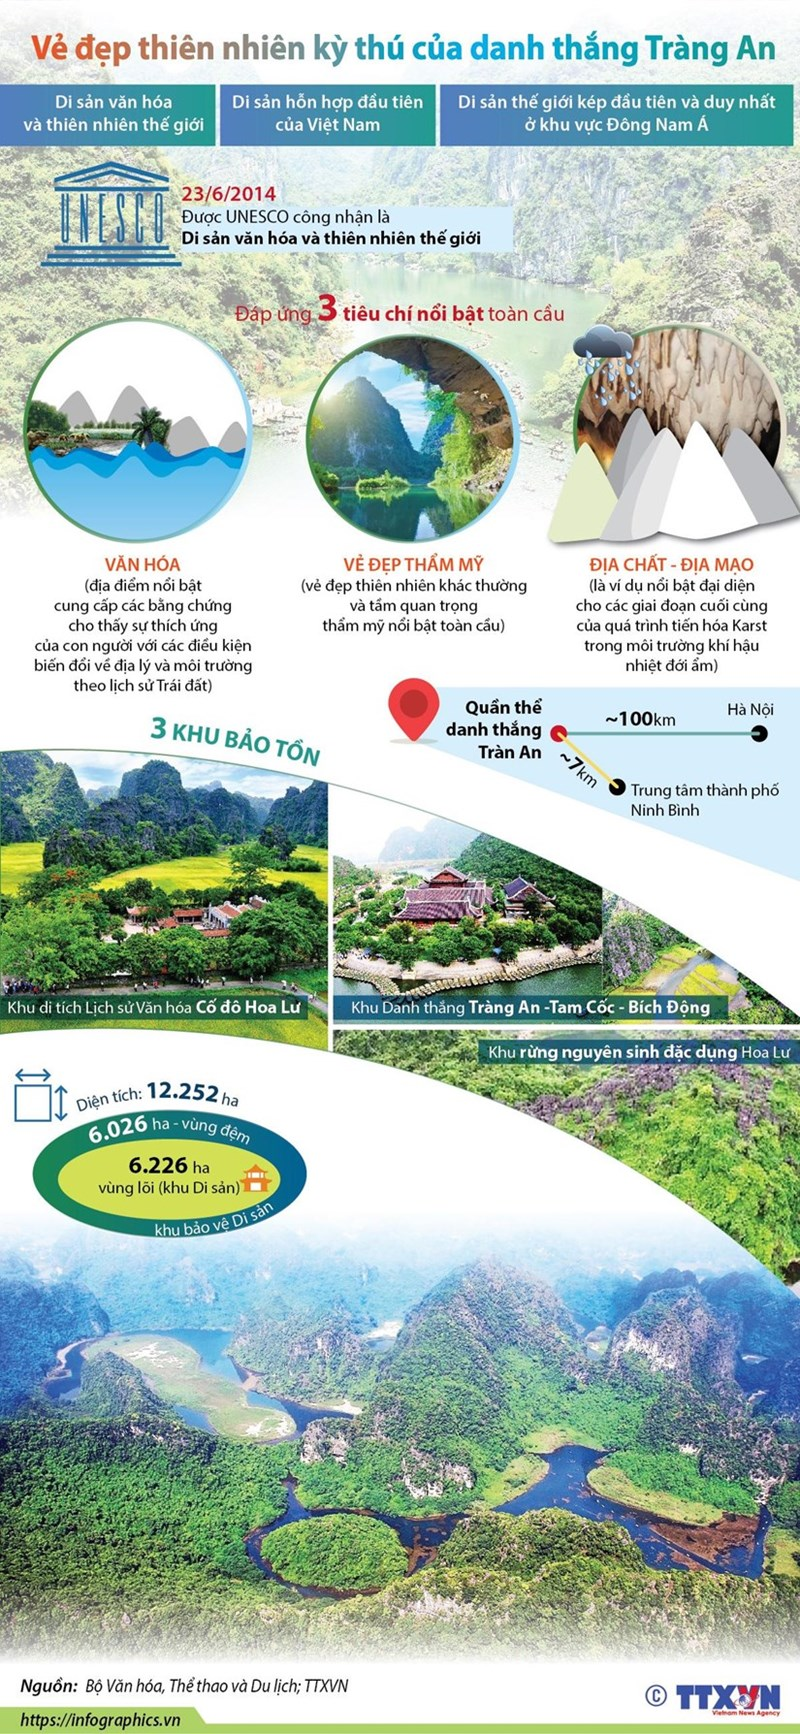 Vẻ đẹp thiên nhiên kỳ thú của danh thắng Tràng An
Di sản văn hóa
và thiên nhiên thế giới
Di sản hỗn hợp đầu tiên
của Việt Nam
Di sản thế giới kép đầu tiên và duy nhất
ở khu vực Đông Nam Á
UNESCO
23/6/2014
Được UNESCO công nhận là
Di sản văn hóa và thiên nhiên thế giới
Đáp ứng 3 tiêu chí nổi bật toàn cầu
VĂN HÓA
(địa điểm nổi bật
cung cấp các bằng chứng
cho thấy sự thích ứng
của con người với các điều kiện
biến đổi về địa lý và môi trường
theo lịch sử Trái đất)
VẺ ĐẸP THẨM MỸ
(vẻ đẹp thiên nhiên khác thường
và tầm quan trọng
thẩm mỹ nổi bật toàn cầu)
ĐỊA CHẤT - ĐỊA MẠO
(là ví dụ nổi bật đại diện
cho các giai đoạn cuối cùng
của quá trình tiến hóa Karst
trong môi trường khí hậu
nhiệt đới ẩm)
Quần thể
danh thắng
Tràn An
~100km
Hà Nội
~7km
Trung tâm thành phố
Ninh Bình
3 KHU BẢO TỒN
Khu di tích Lịch sử Văn hóa Cố đô Hoa Lư
Khu Danh thắng Tràng An -Tam Cốc - Bích Động
Khu rừng nguyên sinh đặc dụng Hoa Lư
Diện tích: 12.252 ha
6.026 ha - vùng đệm
6.226 ha
vùng lõi (khu Di sản)
khu bảo vệ Di sản
Nguồn: Bộ Văn hóa, Thể thao và Du lịch; TTXVN
© TTXVN
Vietnam News Agency
https://infographics.vn